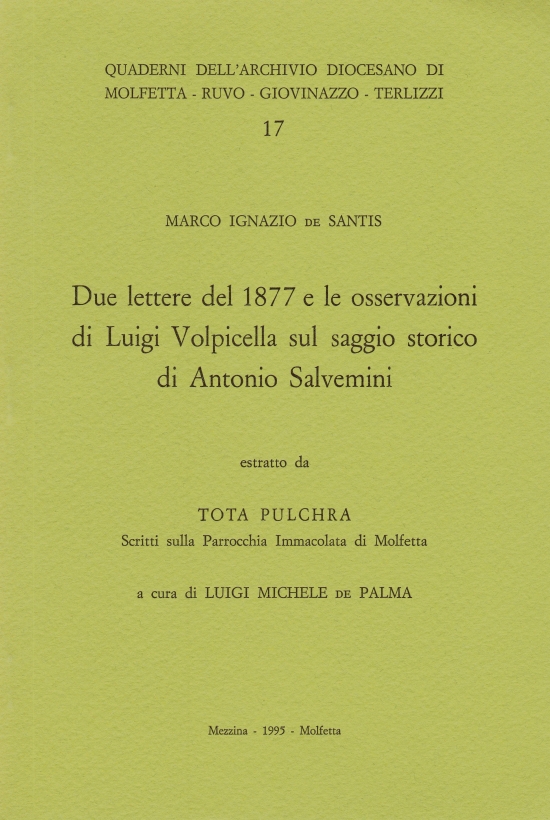 QUADERNI DELL'ARCHIVIO DIOCESANO DI
MOLFETTA - RUVO - GIOVINAZZO - TERLIZZI
17
MARCO IGNAZIO DE SANTIS
Due lettere del 1877 e le osservazioni
di Luigi Volpicella sul saggio storico
di Antonio Salvemini
estratto da
TOTA PULCHRA
Scritti sulla Parrocchia Immacolata di Molfetta
a cura di LUIGI MICHELE DE PALMA
Mezzina - 1995 - Molfetta